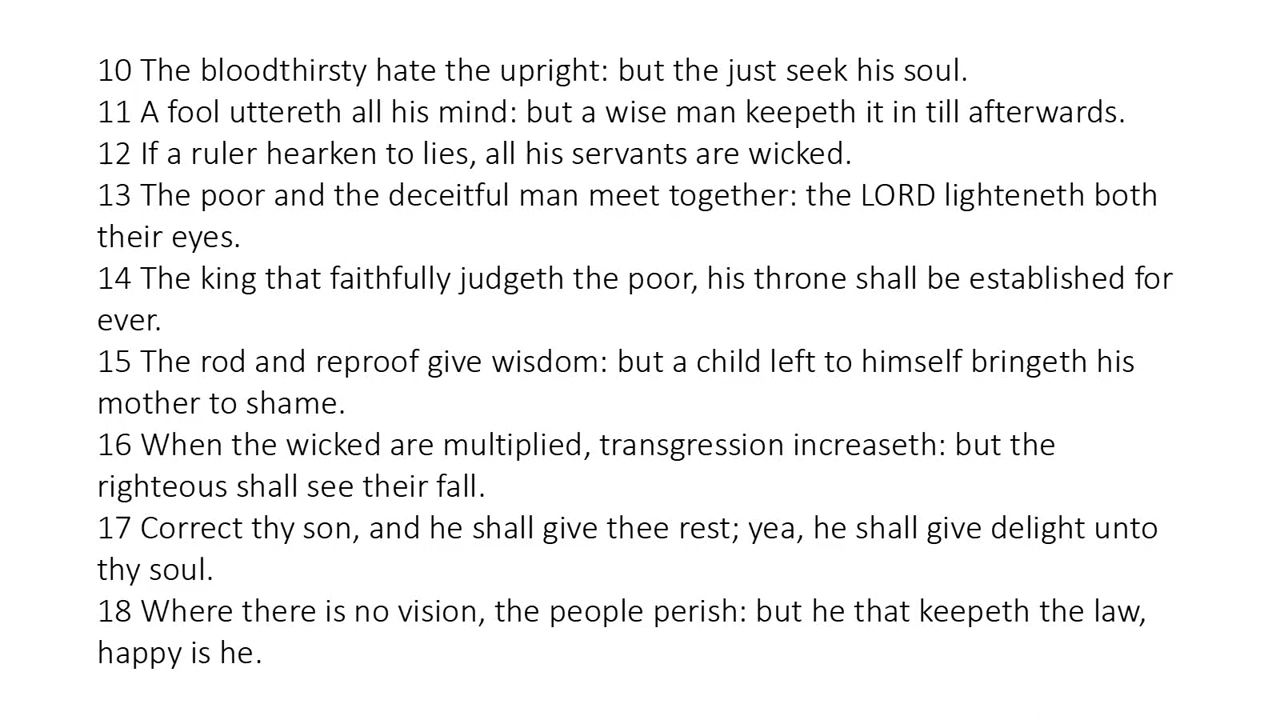 10 The bloodthirsty hate the upright: but the just seek his soul.
11 A fool uttereth all his mind: but a wise man keepeth it in till afterwards.
12 If a ruler hearken to lies, all his servants are wicked.
13 The poor and the deceitful man meet together: the LORD lighteneth both
their eyes.
14 The king that faithfully judgeth the poor, his throne shall be established for
ever.
15 The rod and reproof give wisdom: but a child left to himself bringeth his
mother to shame.
16 When the wicked are multiplied, transgression increaseth: but the
righteous shall see their fall.
17 Correct thy son, and he shall give thee rest; yea, he shall give delight unto
thy soul.
18 Where there is no vision, the people perish: but he that keepeth the law,
happy is he.